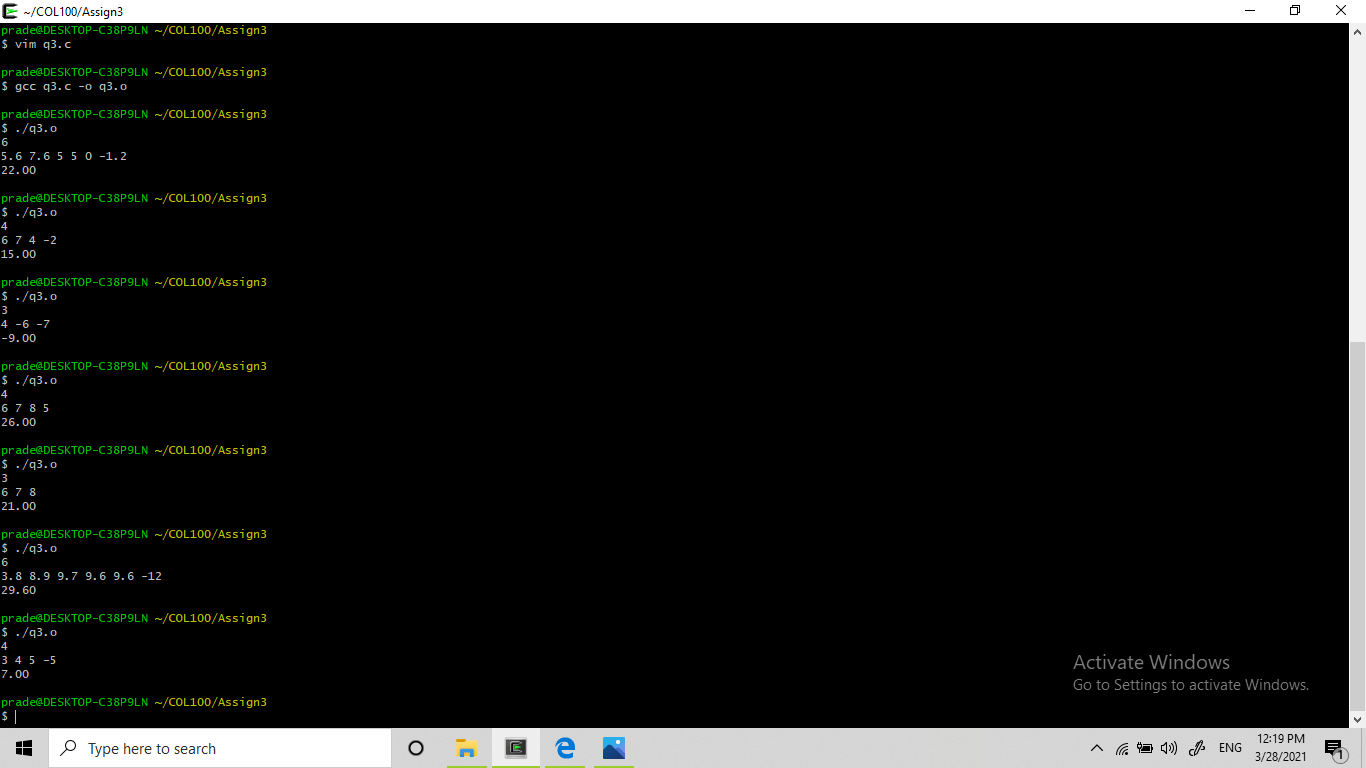 ~/COL100/Assign3
prade@DESKTOP-C38P9LN ~/COL100/Assign3
$ vim q3.c
prade@DESKTOP-C38P9LN ~/COL100/Assign3
$ gcc q3.c -o q3.o
prade@DESKTOP-C38P9LN ~/COL100/Assign3
$ ./q3.o
6
5.6 7.6 5 5 0 -1.2
22.00
prade@DESKTOP-C38P9LN ~/COL100/Assign3
$ ./q3.o
4
6 7 4 -2
15.00
prade@DESKTOP-C38P9LN ~/COL100/Assign3
$ ./q3.o
3
4 -6 -7
-9.00
prade@DESKTOP-C38P9LN ~/COL100/Assign3
$ ./q3.o
4
6 7 8 5
26.00
prade@DESKTOP-C38P9LN ~/COL100/Assign3
$ ./q3.o
3
6 7 8
21.00
prade@DESKTOP-C38P9LN ~/COL100/Assign3
$ ./q3.o
6
3.8 8.9 9.7 9.6 9.6 -12
29.60
prade@DESKTOP-C38P9LN ~/COL100/Assign3
$ ./q3.o
4
3 4 5 -5
7.00
prade@DESKTOP-C38P9LN ~/COL100/Assign3
$
Activate Windows
Go to Settings to activate Windows.
Type here to search
ENG
12:19 PM
3/28/2021
1